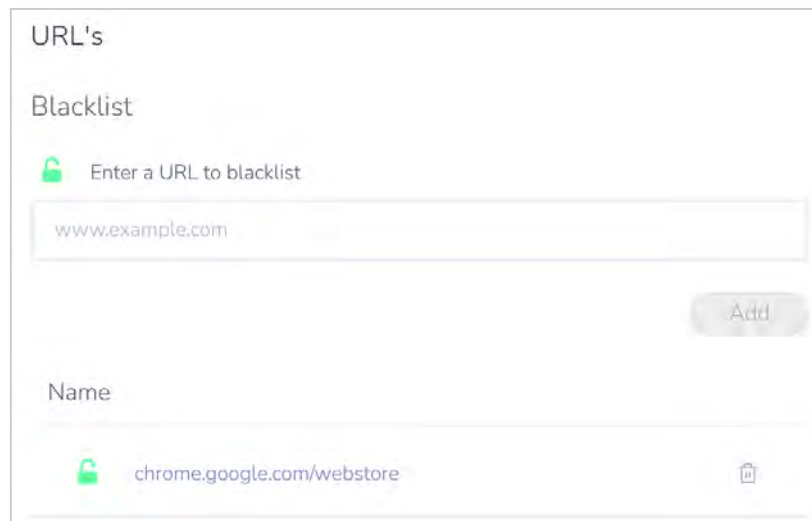 URL's
Blacklist
Enter a URL to blacklist
www.example.com
Add
Name
chrome.google.com/webstore